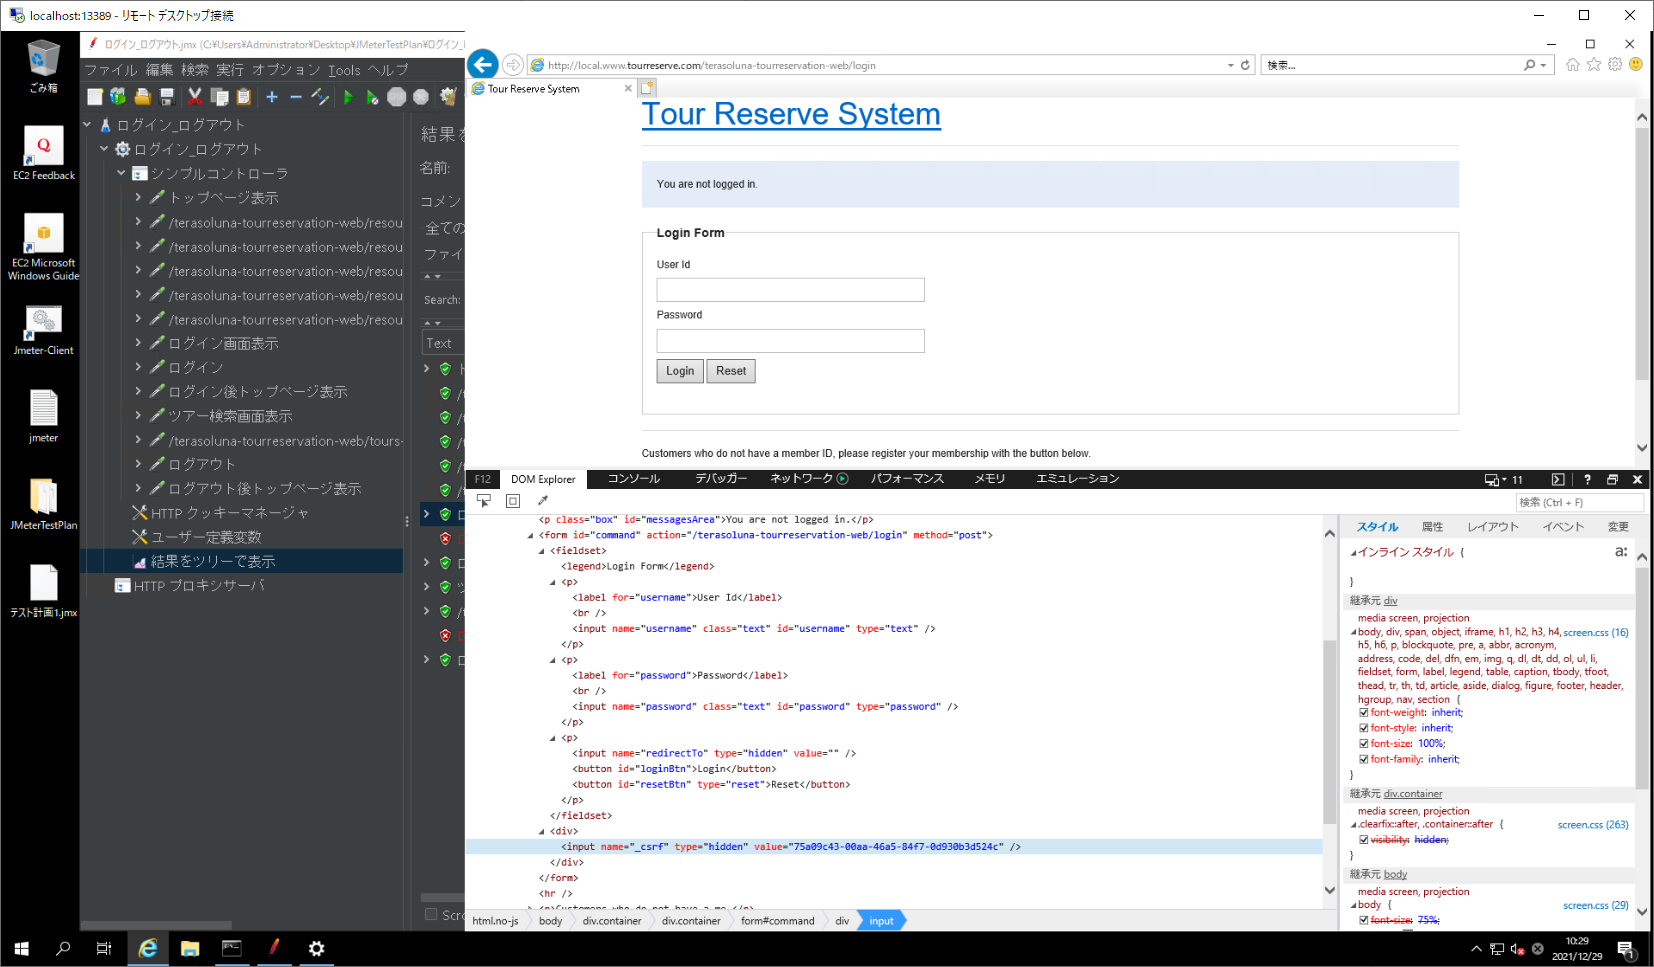 localhost:13389 - リモート デスクトップ接続
ごみ箱
EC2 Feedback
EC2 Microsoft
Windows Guide
Jmeter-Client
jmeter
JMeterTestPlan
テスト計画1.jmx
ログイン_ログアウト.jmx (C:¥Users¥Administrator¥Desktop¥JMeterTestPlan¥ログイン_
ファイル 編集 検索 実行 オプション Tools ヘルプ
ログイン_ログアウト
ログイン_ログアウト
シンプルコントローラ
トップページ表示
/terasoluna-tourreservation-web/resou
/terasoluna-tourreservation-web/resou
/terasoluna-tourreservation-web/resou
/terasoluna-tourreservation-web/resou
/terasoluna-tourreservation-web/resou
ログイン画面表示
ログイン
ログイン後トップページ表示
ツアー検索画面表示
/terasoluna-tourreservation-web/tours-
ログアウト
ログアウト後トップページ表示
HTTP クッキーマネージャ
ユーザー定義変数
結果をツリーで表示
HTTP プロキシサーバ
結果を
名前:
コメン
全ての
ファイ
Search:
Text
Scro
http://local.www.tourreserve.com/terasoluna-tourreservation-web/login
検索...
Tour Reserve System
Tour Reserve System
You are not logged in.
Login Form
User Id
Password
Login Reset
Customers who do not have a member ID, please register your membership with the button below.
F12 DOM Explorer コンソール デバッガー ネットワーク パフォーマンス メモリ エミュレーション 11 ?
検索 (Ctrl + F)
<p class="box" id="messagesArea">You are not logged in.</p>
<form id="command" action="/terasoluna-tourreservation-web/login" method="post">
<fieldset>
<legend>Login Form</legend>
<p>
<label for="username">User Id</label>
<br />
<input name="username" class="text" id="username" type="text" />
</p>
<p>
<label for="password">Password</label>
<br />
<input name="password" class="text" id="password" type="password" />
</p>
<p>
<input name="redirectTo" type="hidden" value="" />
<button id="loginBtn">Login</button>
<button id="resetBtn" type="reset">Reset</button>
</p>
</fieldset>
<div>
<input name="_csrf" type="hidden" value="75a09c43-00aa-46a5-84f7-0d930b3d524c" />
</div>
</form>
<hr />
html.no-js body div.container div.container form#command div input
スタイル 属性 レイアウト イベント 変更
インライン スタイル {
a:
}
継承元 div
media screen, projection
body, div, span, object, iframe, h1, h2, h3, h4, screen.css (16)
h5, h6, p, blockquote, pre, a, abbr, acronym,
address, code, del, dfn, em, img, q, dl, dt, dd, ol, ul, li,
fieldset, form, label, legend, table, caption, tbody, tfoot,
thead, tr, th, td, article, aside, dialog, figure, footer, header,
hgroup, nav, section {
font-weight: inherit;
font-style: inherit;
font-size: 100%;
font-family: inherit;
}
継承元 div.container
media screen, projection
.clearfix::after, .container::after { screen.css (263)
visibility: hidden;
}
継承元 body
media screen, projection
body { screen.css (29)
font-size: 75%;
10:29
2021/12/29
1